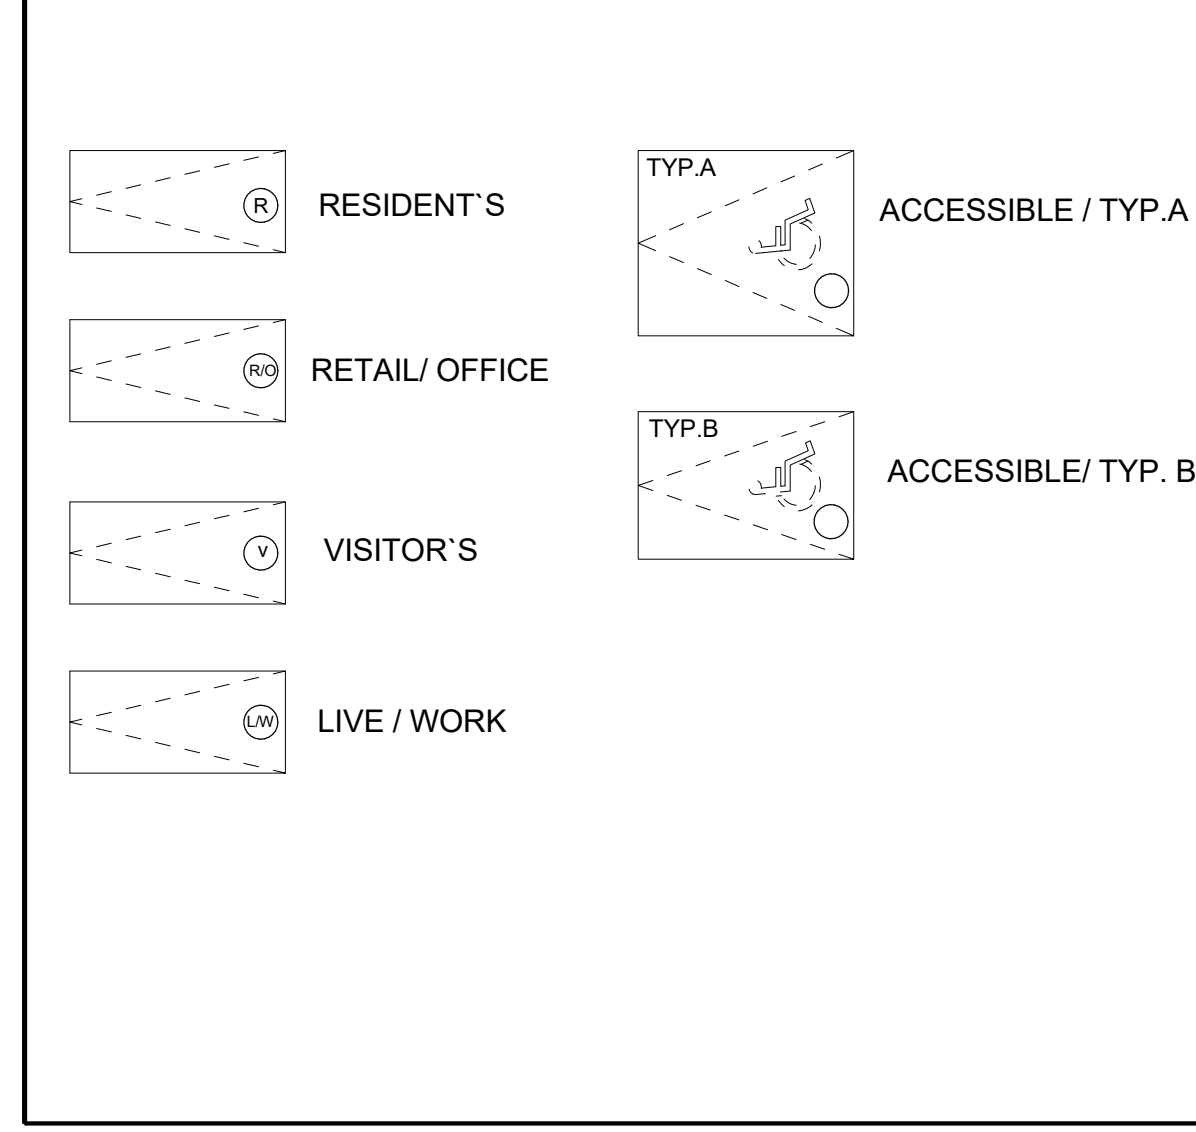 R
RESIDENT`S
R/O
RETAIL/ OFFICE
V
VISITOR`S
L/W
LIVE / WORK
TYP.A
ACCESSIBLE / TYP.A
TYP.B
ACCESSIBLE/ TYP. B